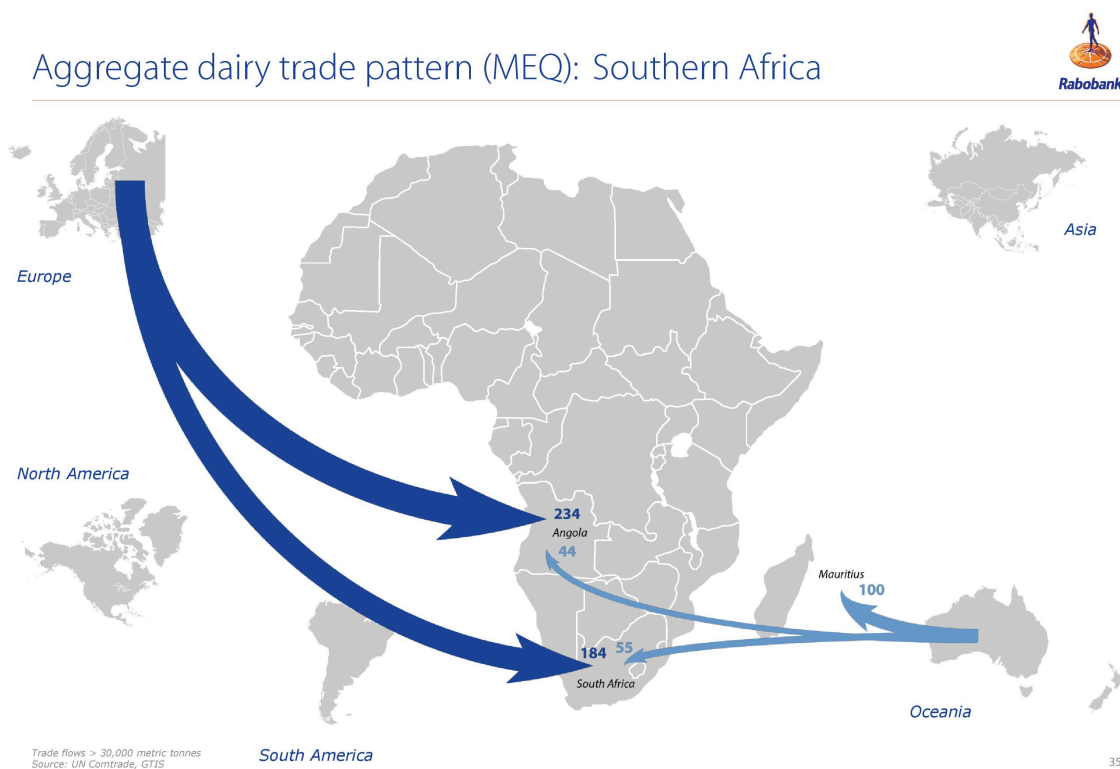 Aggregate dairy trade pattern (MEQ): Southern Africa
Rabobank
Europe
Asia
North America
234
Angola
44
Mauritius
100
184 55
South Africa
Oceania
South America
Trade flows > 30,000 metric tonnes
Source: UN Comtrade, GTIS
35